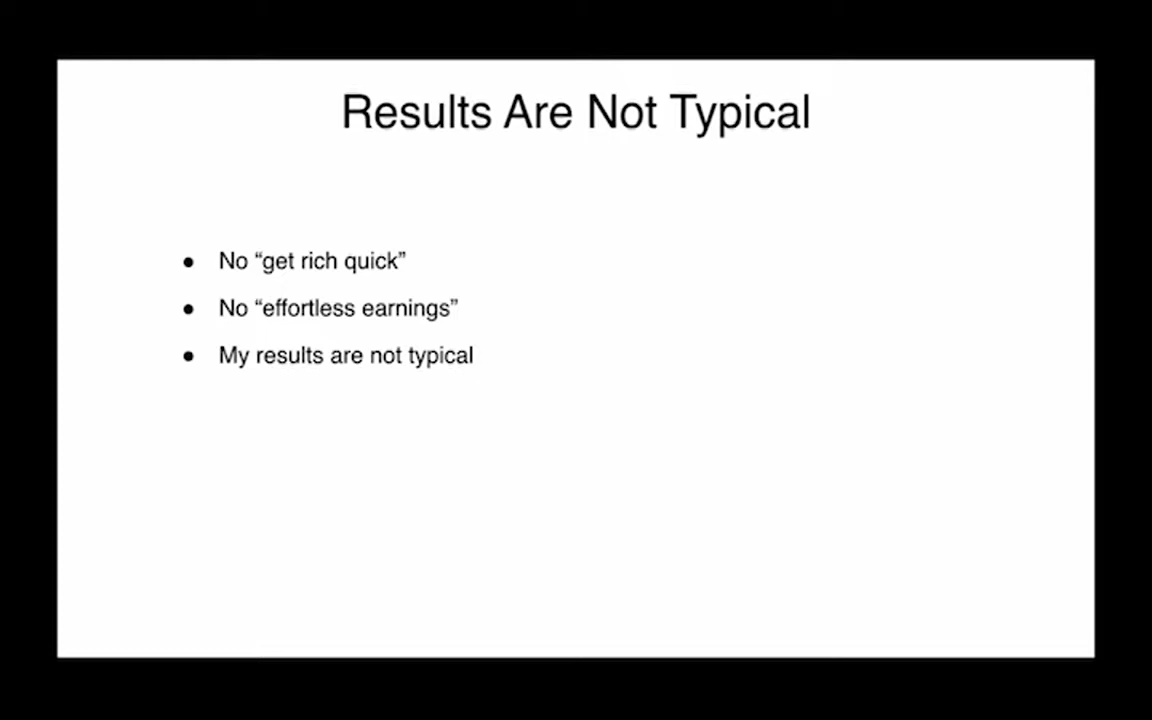 Results Are Not Typical
● No “get rich quick”
● No “effortless earnings”
● My results are not typical